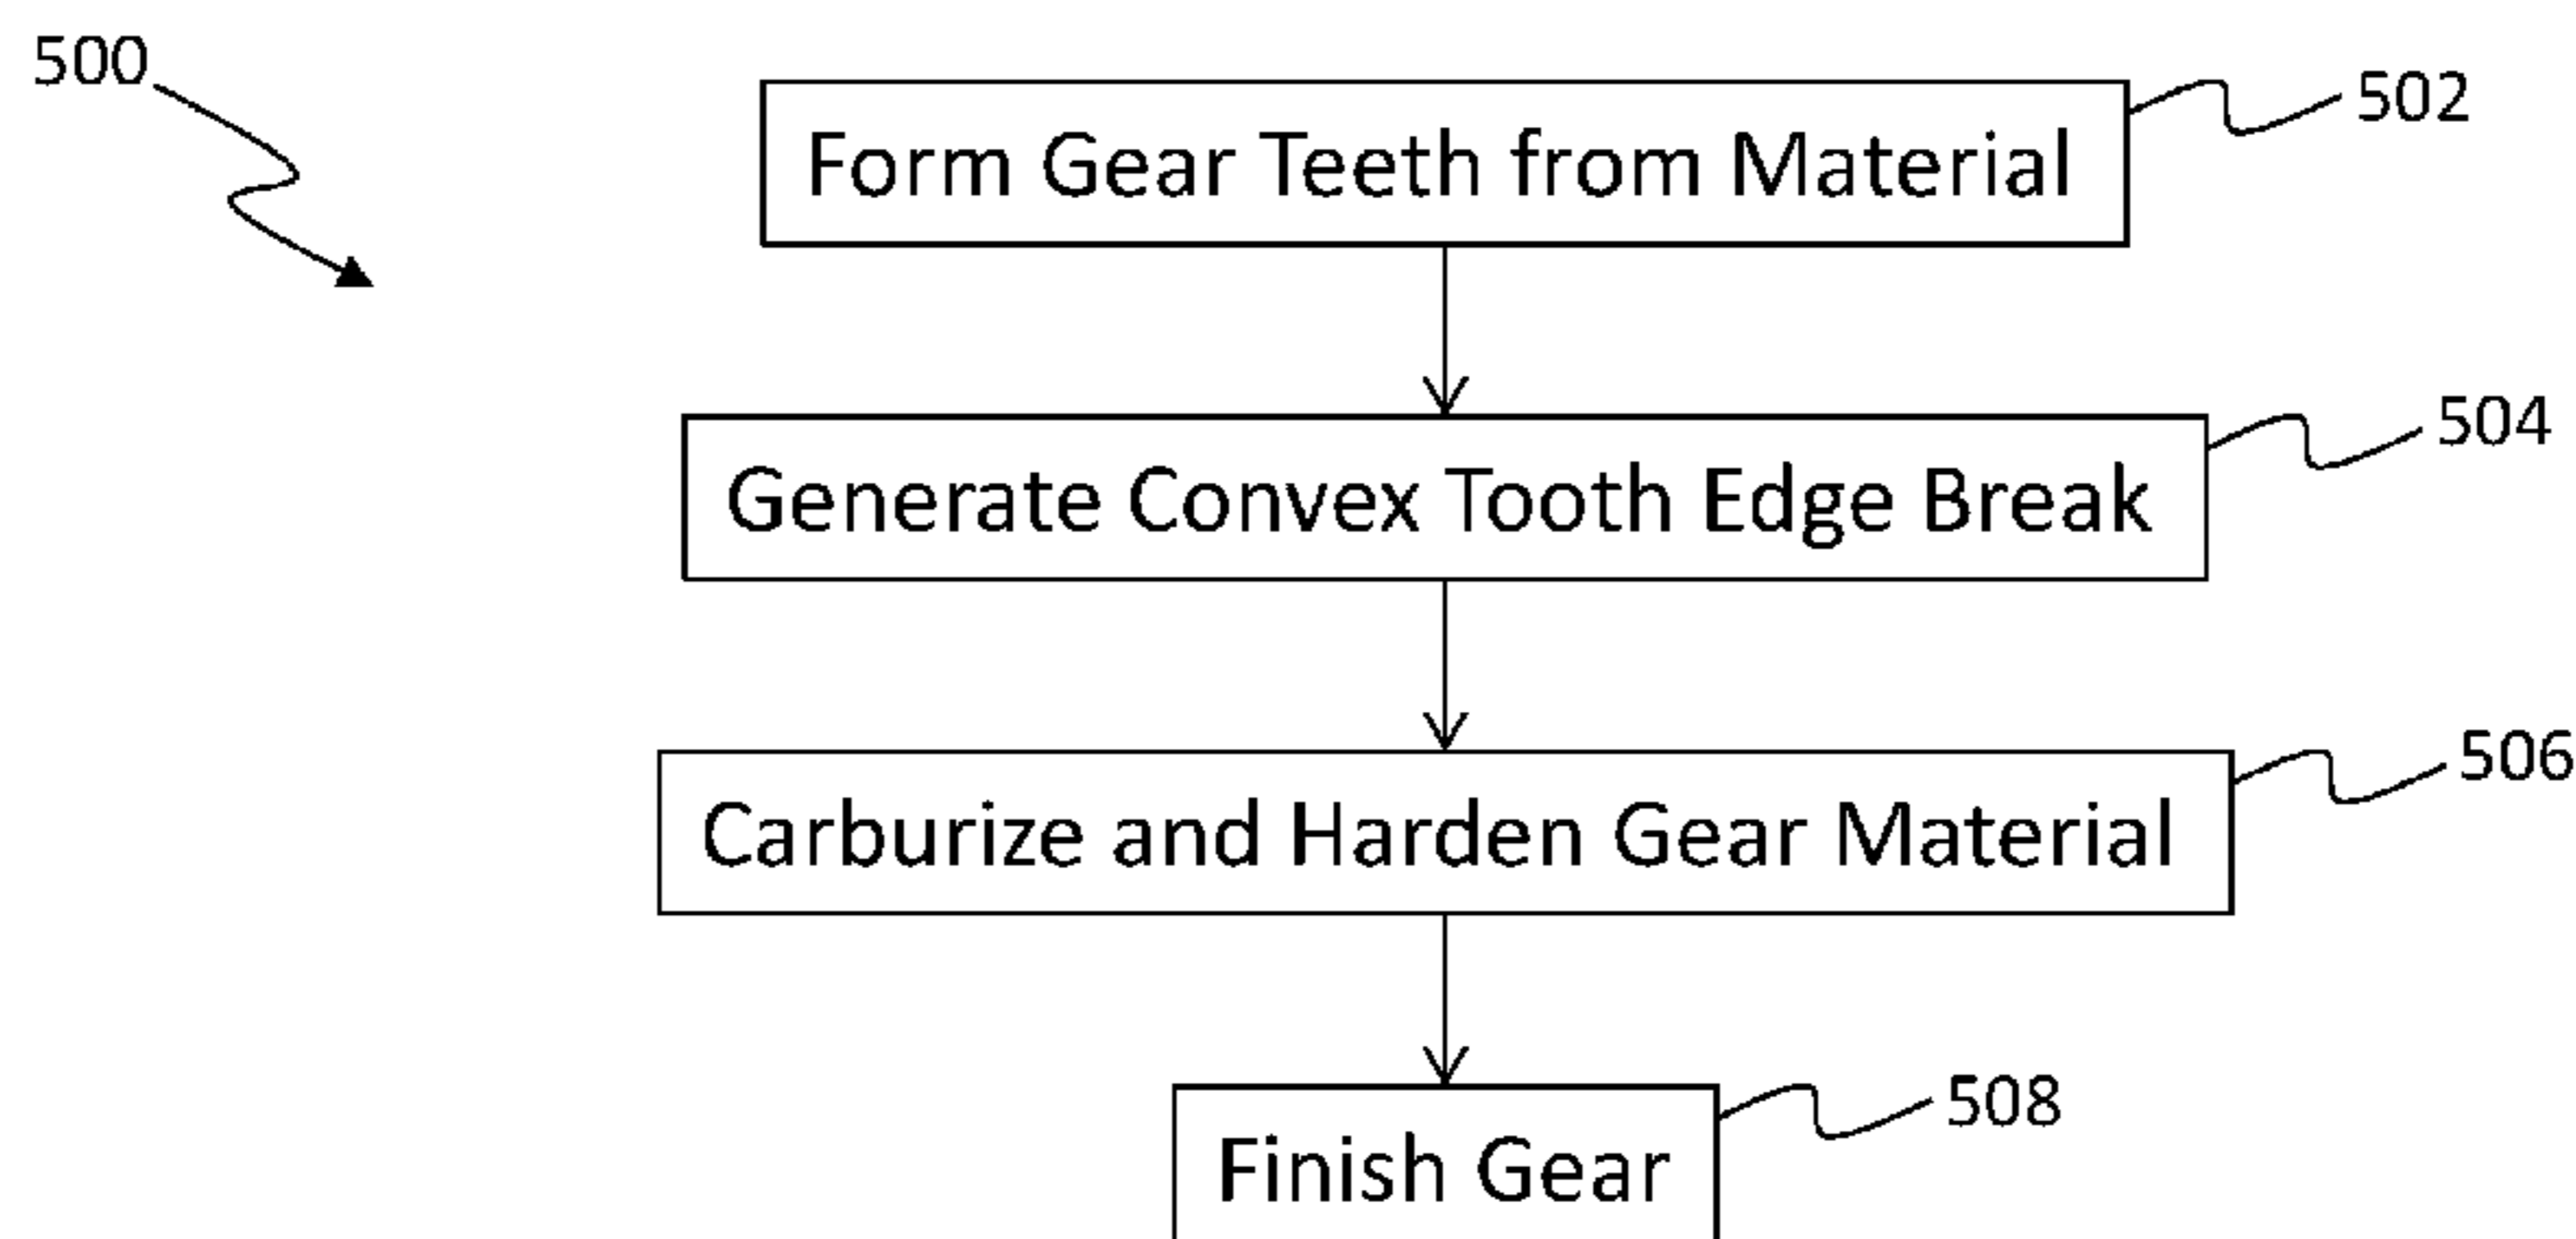 500
Form Gear Teeth from Material
502
Generate Convex Tooth Edge Break
504
Carburize and Harden Gear Material
506
Finish Gear
508